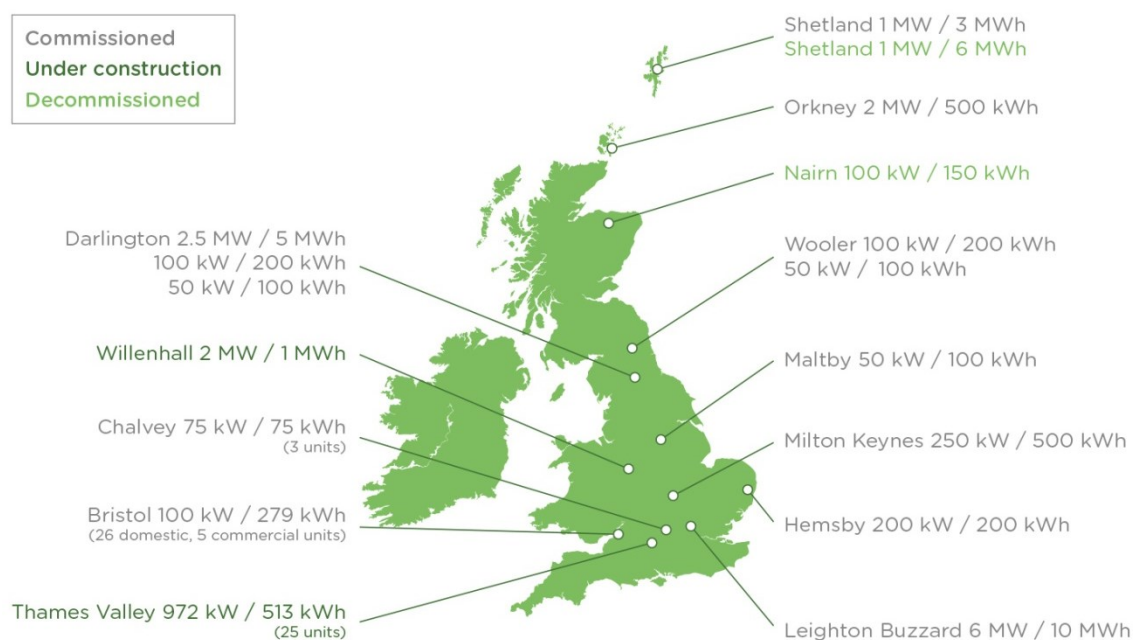 Commissioned
Under construction
Decommissioned
Shetland 1 MW / 3 MWh
Shetland 1 MW / 6 MWh
Orkney 2 MW / 500 kWh
Nairn 100 kW / 150 kWh
Darlington 2.5 MW / 5 MWh
100 kW / 200 kWh
50 kW / 100 kWh
Wooler 100 kW / 200 kWh
50 kW / 100 kWh
Willenhall 2 MW / 1 MWh
Maltby 50 kW / 100 kWh
Chalvey 75 kW / 75 kWh
(3 units)
Milton Keynes 250 kW / 500 kWh
Bristol 100 kW / 279 kWh
(26 domestic, 5 commercial units)
Hemsby 200 kW / 200 kWh
Thames Valley 972 kW / 513 kWh
(25 units)
Leighton Buzzard 6 MW / 10 MWh